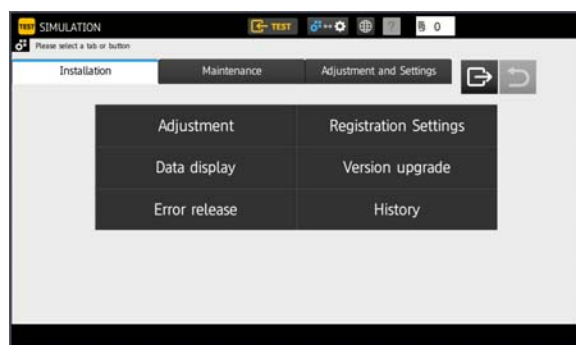 TEST SIMULATION TEST ? 0
Please select a tab or button
Installation Maintenance Adjustment and Settings
Adjustment Registration Settings
Data display Version upgrade
Error release History